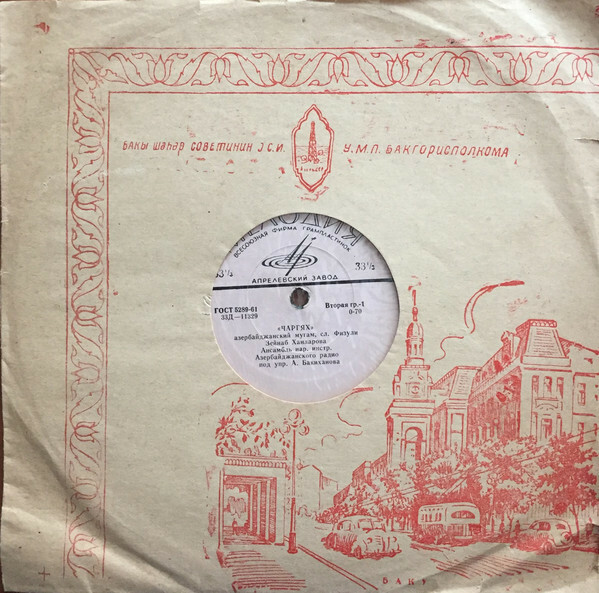 БАКЫ ШӘҺӘР СОВЕТИНИН Ј.С.И.
У.М.П. БАКГОРИСПОЛКОМА
ВСЕСОЮЗНАЯ ФИРМА ГРАМПЛАСТИНОК
33⅓
33⅓
АПРЕЛЕВСКИЙ ЗАВОД
ГОСТ 5289-61
Вторая гр.-1
33Д—11329
0-70
«ЧАРГЯХ»
азербайджанский мугам, сл. Физули
Зейнаб Ханларова
Ансамбль нар. инстр.
Азербайджанского радио
под упр. А. Бакиханова
БАКУ